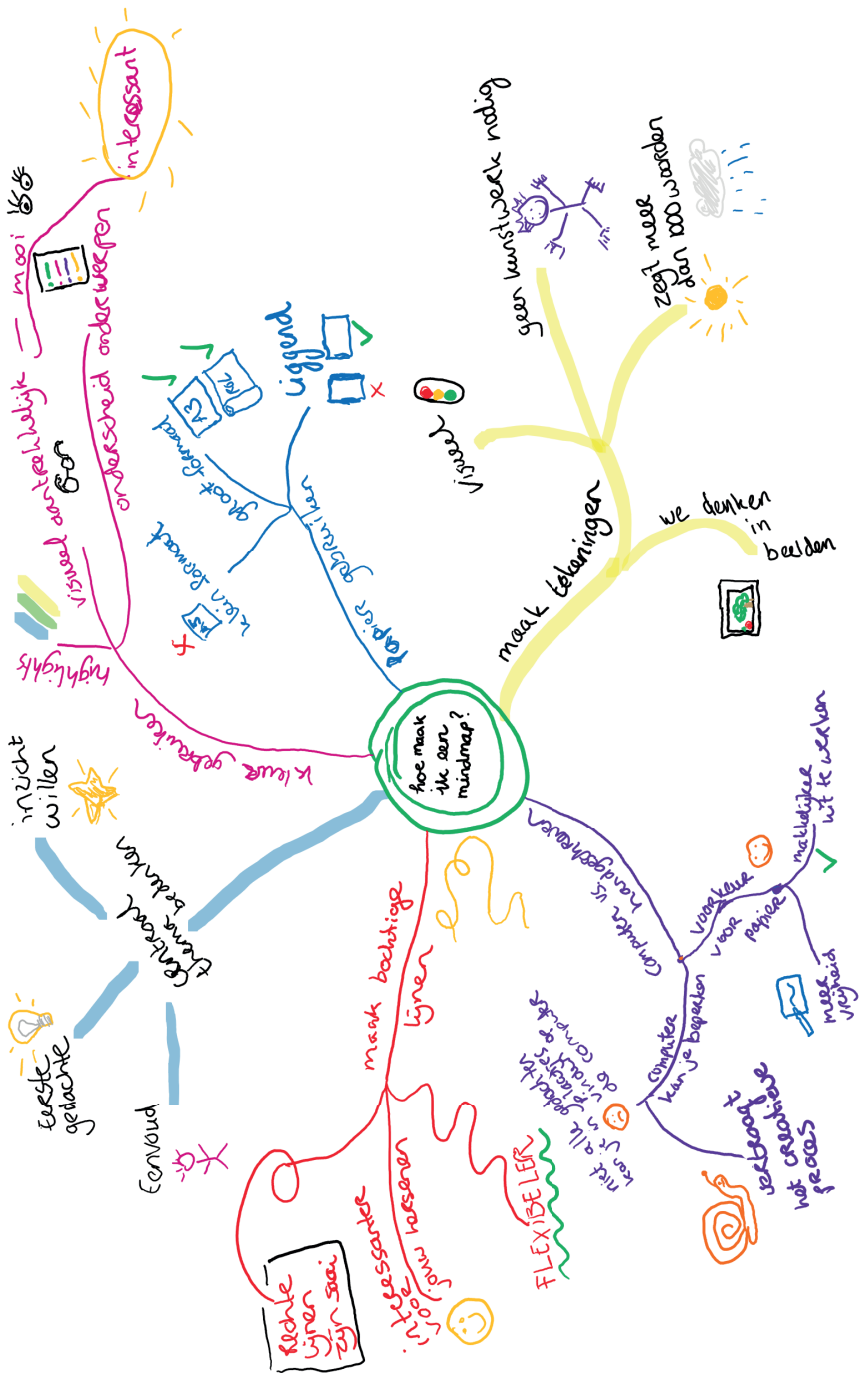 hoe maak
ik een
mindmap?
kleur gebruiken
highlights
visueel aantrekkelijk
mooi
interessant
onderscheid onderwerpen
papier gebruiken
klein formaat
A5
groot formaat
A3
liggend
maak tekeningen
visueel
geen kunstwerk nodig
zegt meer
dan 1000 woorden
we denken
in
beelden
computer vs.
handgeschreven
voorkeur
voor
papier
makkelijker
uit te werken
meer
vrijheid
computer
kan je beperken
niet alle gedachten
kan je in plaatjes
vinden op
de computer
vertraagt
het creatieve
proces
maak bochtige
lijnen
FLEXIBELER
interessanter
voor
jouw hersenen
Rechte
lijnen
zijn saai
Centraal
thema bedenken
Eenvoud
Eerste
gedachte
inzicht
willen